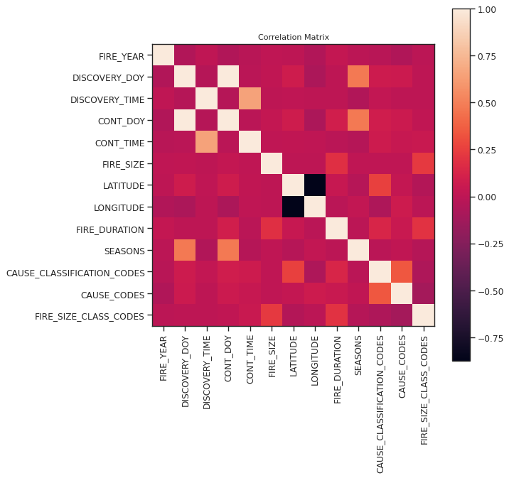 Correlation Matrix
FIRE_YEAR
DISCOVERY_DOY
DISCOVERY_TIME
CONT_DOY
CONT_TIME
FIRE_SIZE
LATITUDE
LONGITUDE
FIRE_DURATION
SEASONS
CAUSE_CLASSIFICATION_CODES
CAUSE_CODES
FIRE_SIZE_CLASS_CODES
FIRE_YEAR
DISCOVERY_DOY
DISCOVERY_TIME
CONT_DOY
CONT_TIME
FIRE_SIZE
LATITUDE
LONGITUDE
FIRE_DURATION
SEASONS
CAUSE_CLASSIFICATION_CODES
CAUSE_CODES
FIRE_SIZE_CLASS_CODES
1.00
0.75
0.50
0.25
0.00
−0.25
−0.50
−0.75